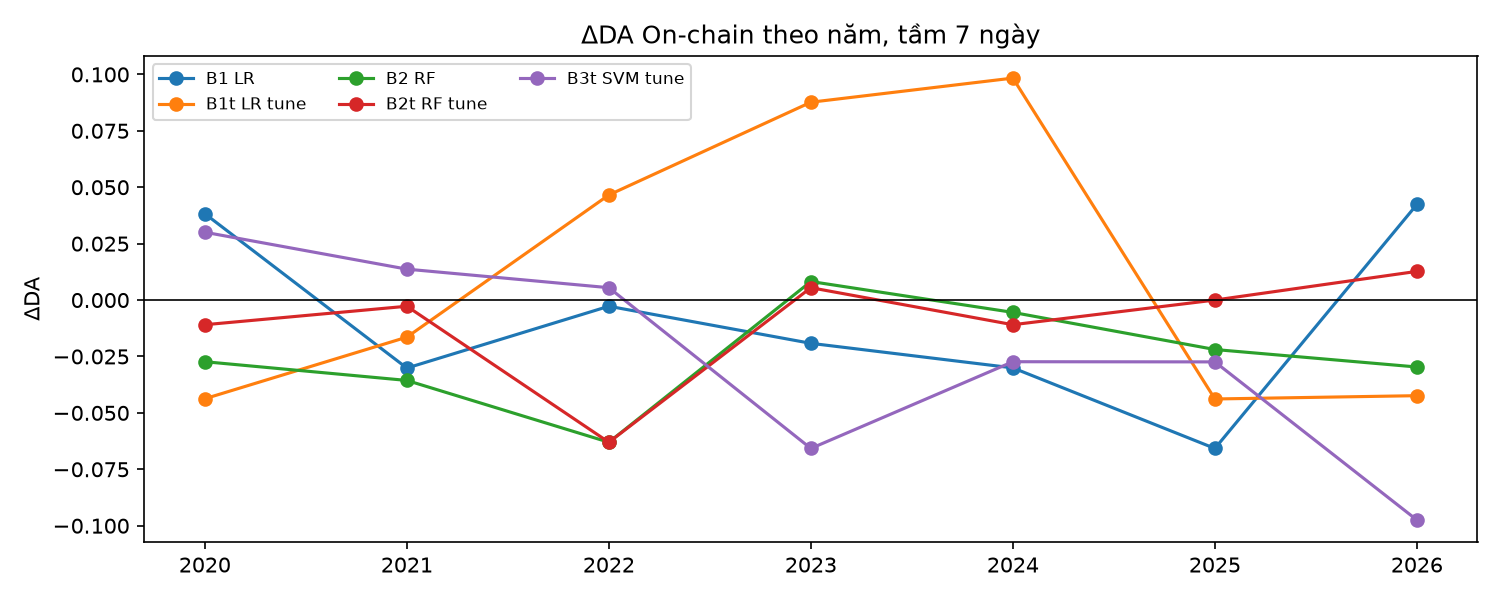 ΔDA On-chain theo năm, tầm 7 ngày
B1 LR
B1t LR tune
B2 RF
B2t RF tune
B3t SVM tune
ΔDA
0.100
0.075
0.050
0.025
0.000
−0.025
−0.050
−0.075
−0.100
2020 2021 2022 2023 2024 2025 2026